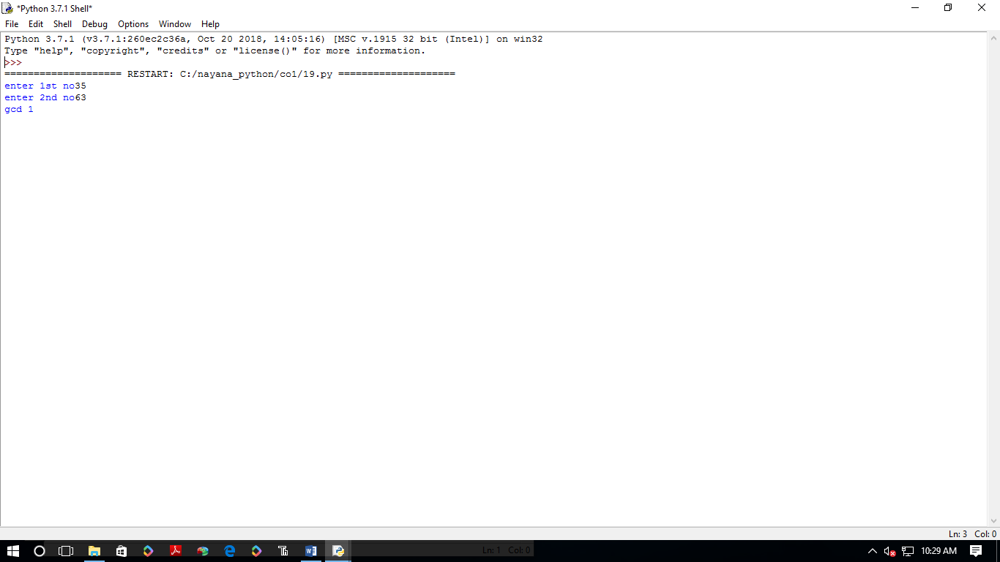 *Python 3.7.1 Shell*
File Edit Shell Debug Options Window Help
Python 3.7.1 (v3.7.1:260ec2c36a, Oct 20 2018, 14:05:16) [MSC v.1915 32 bit (Intel)] on win32
Type "help", "copyright", "credits" or "license()" for more information.
>>>
==================== RESTART: C:/nayana_python/co1/19.py ====================
enter 1st no35
enter 2nd no63
gcd 1
Ln: 3 Col: 0
Ln: 1 Col: 0
10:29 AM